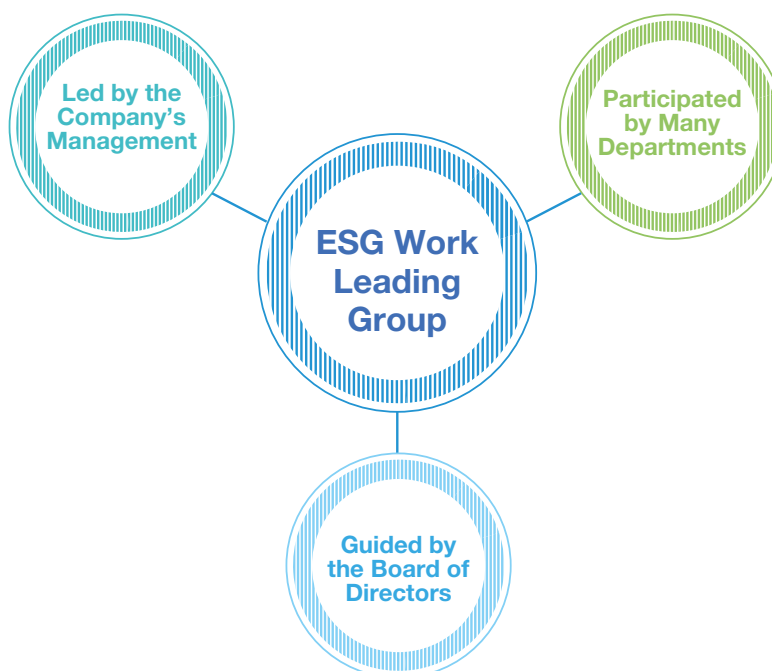 Led by the
Company's
Management
Participated
by Many
Departments
ESG Work
Leading
Group
Guided by
the Board of
Directors